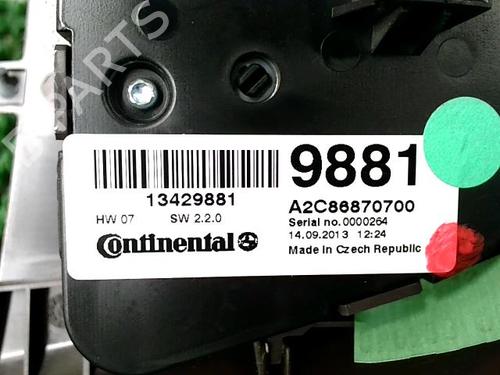 B-PARTS
9881
13429881
A2C86870700
HW 07 SW 2.2.0
Serial no. 0000264
14.09.2013 12:24
Continental
Made in Czech Republic